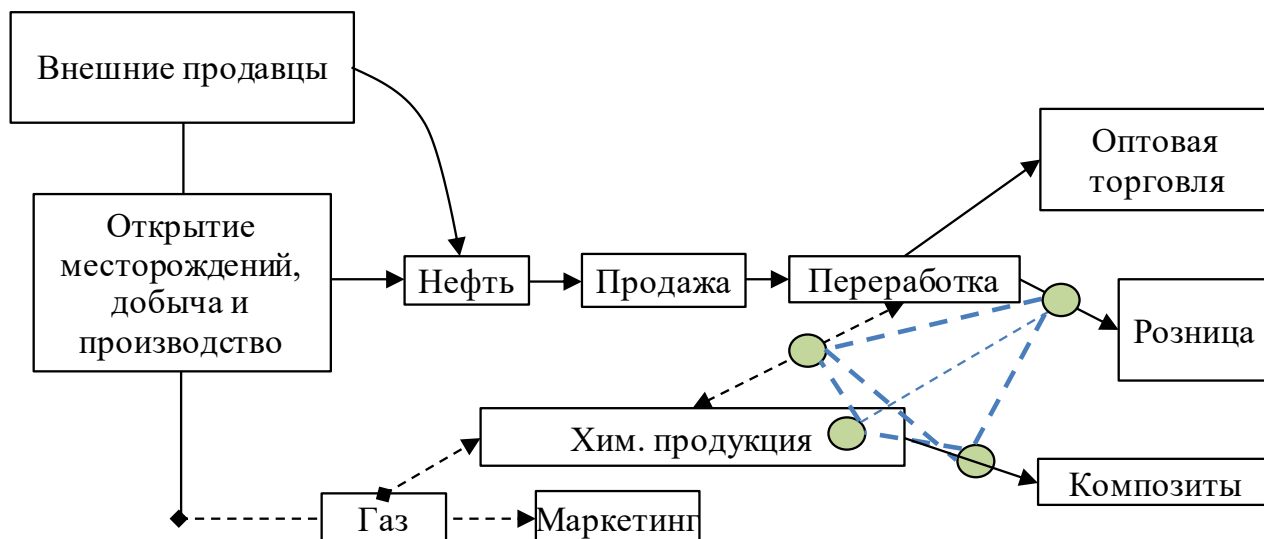 Внешние продавцы
Оптовая
торговля
Открытие
месторождений,
добыча и
производство
Нефть
Продажа
Переработка
Розница
Хим. продукция
Композиты
Газ
Маркетинг